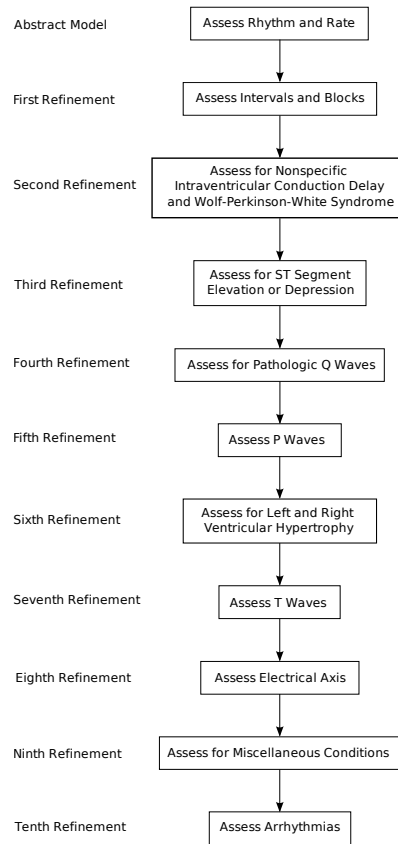 Abstract Model
Assess Rhythm and Rate
First Refinement
Assess Intervals and Blocks
Second Refinement
Assess for Nonspecific
Intraventricular Conduction Delay
and Wolf-Perkinson-White Syndrome
Third Refinement
Assess for ST Segment
Elevation or Depression
Fourth Refinement
Assess for Pathologic Q Waves
Fifth Refinement
Assess P Waves
Sixth Refinement
Assess for Left and Right
Ventricular Hypertrophy
Seventh Refinement
Assess T Waves
Eighth Refinement
Assess Electrical Axis
Ninth Refinement
Assess for Miscellaneous Conditions
Tenth Refinement
Assess Arrhythmias